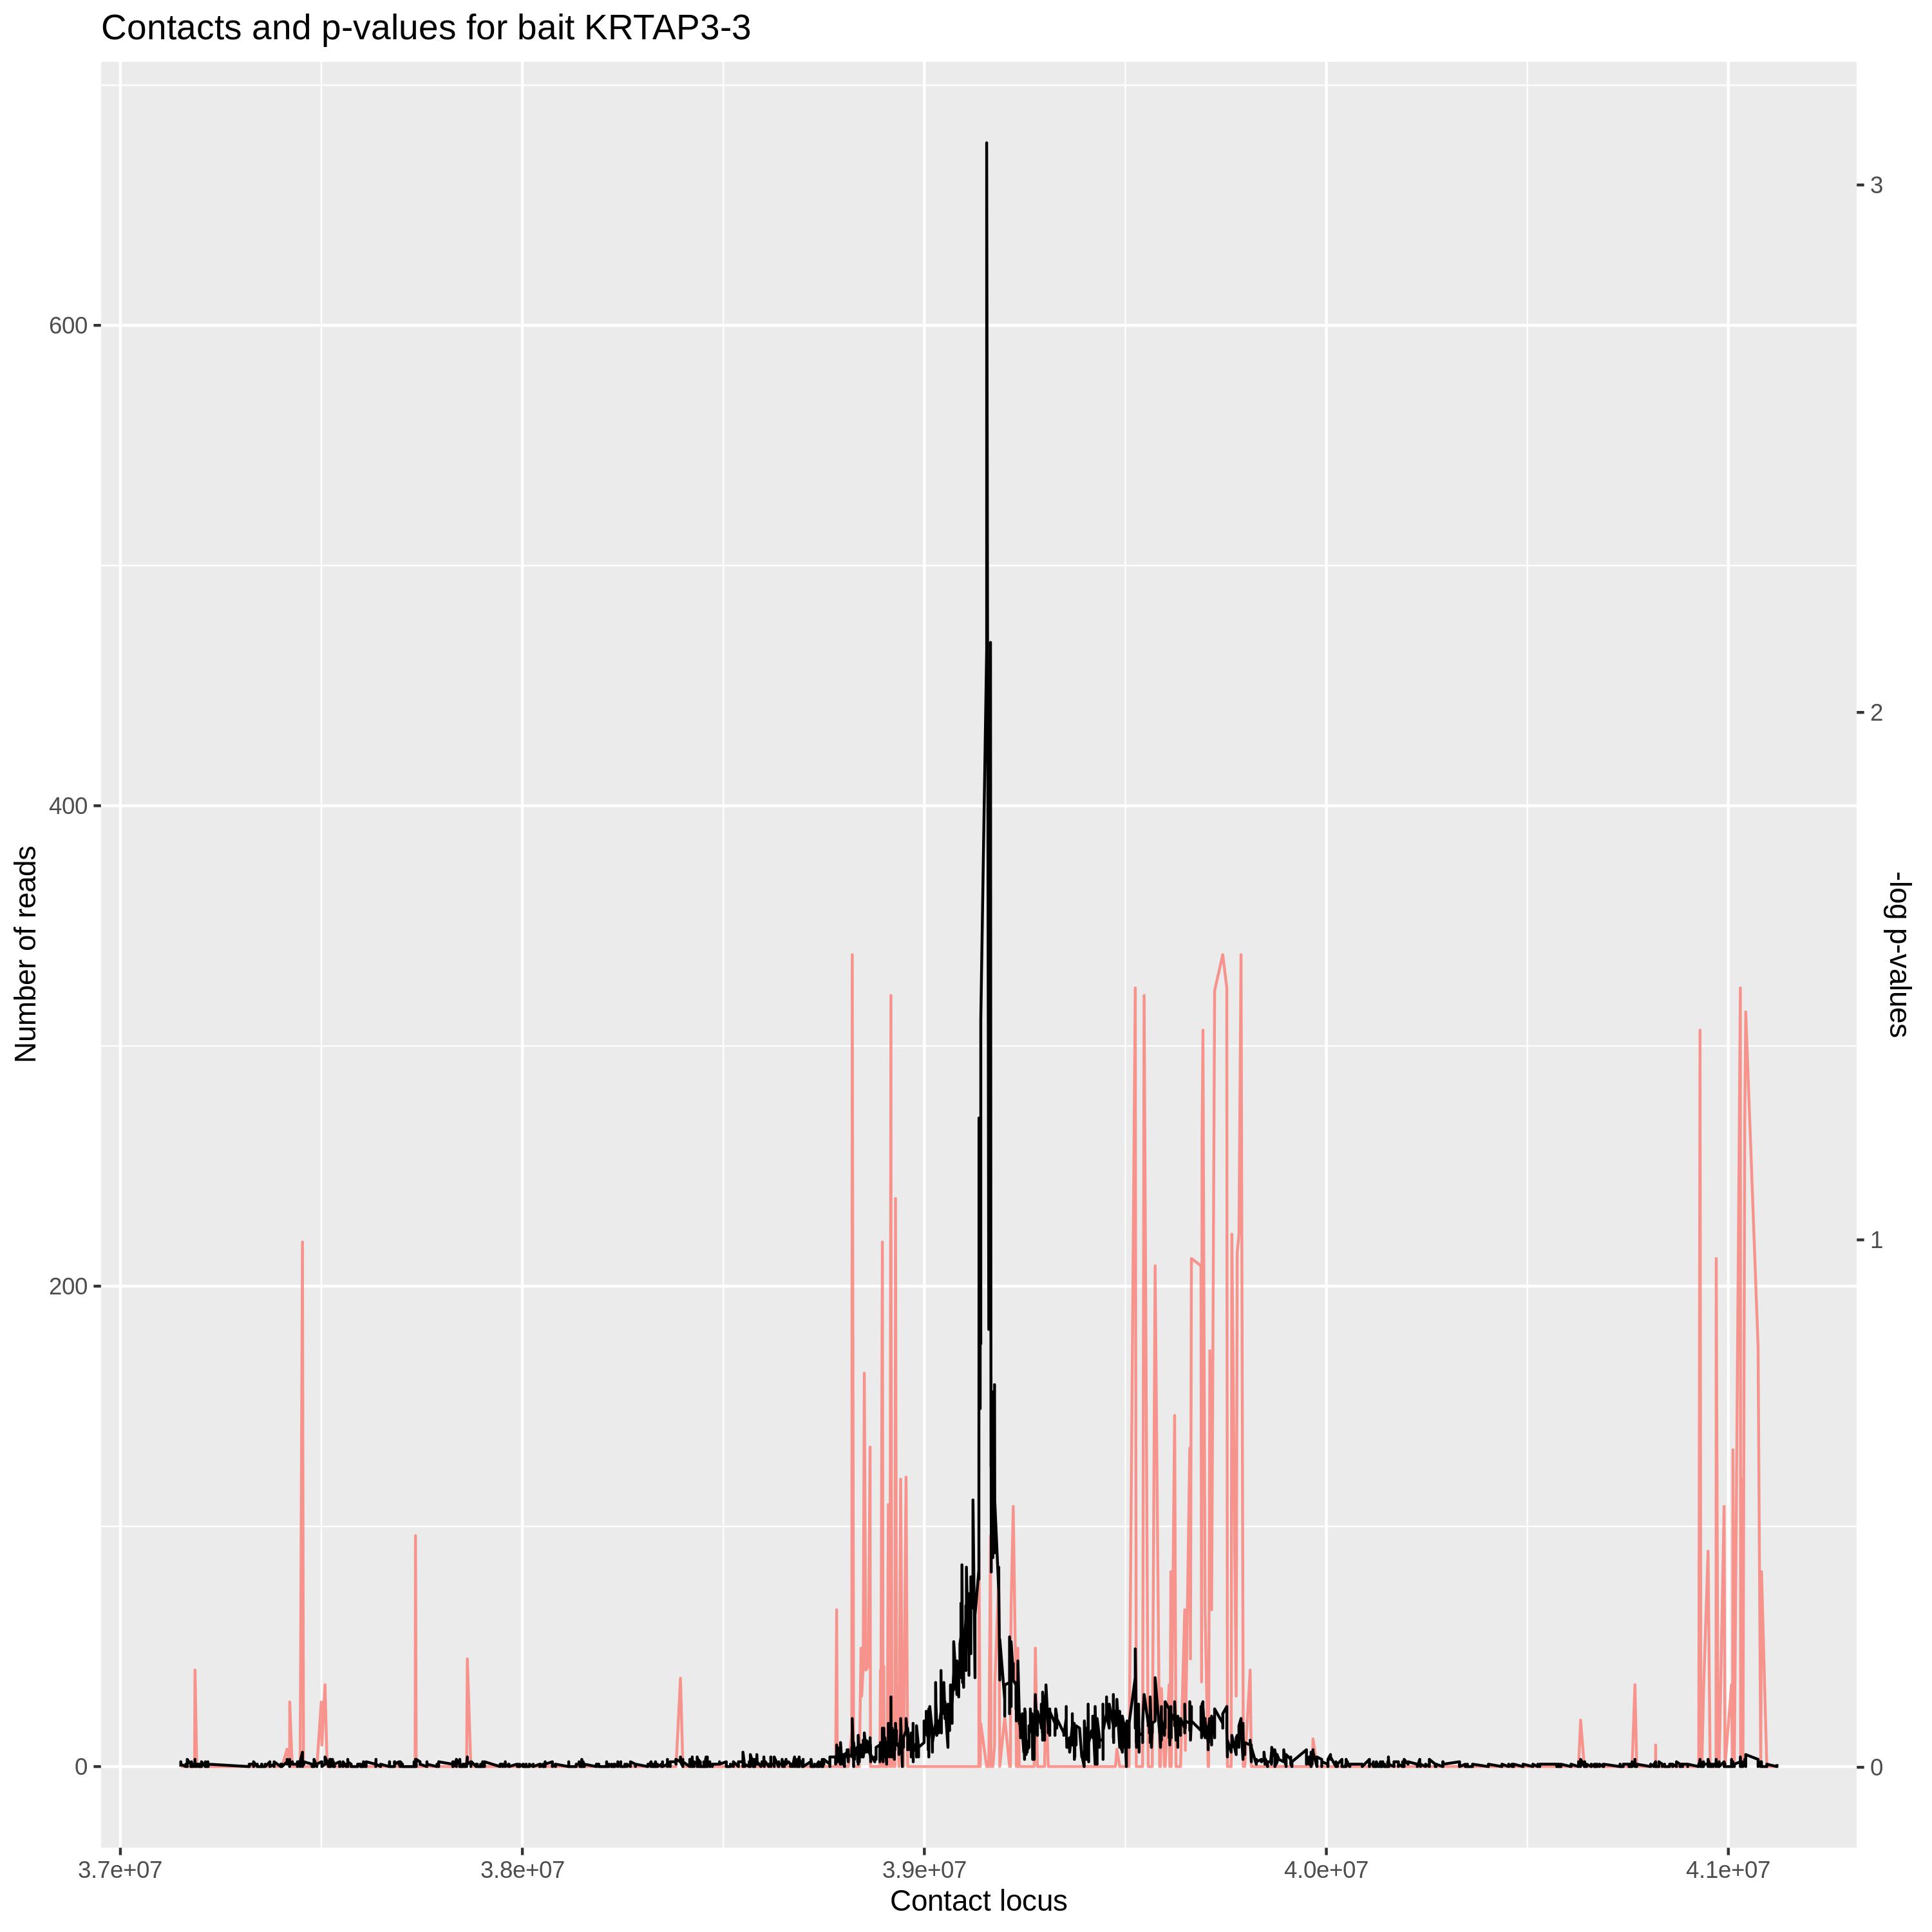 Contacts and p-values for bait KRTAP3-3
Number of reads
600
400
200
0
3
2
1
0
-log p-values
3.7e+07
3.8e+07
3.9e+07
4.0e+07
4.1e+07
Contact locus